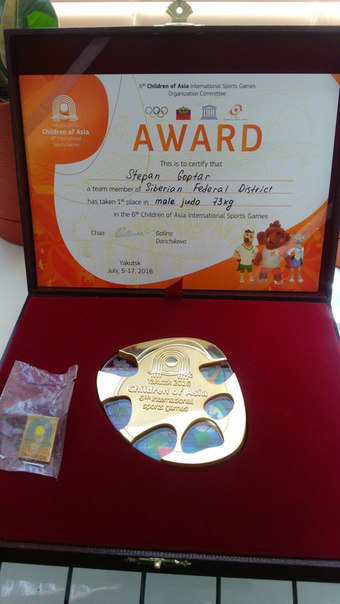 6th Children of Asia International Sports Games
Organization Committee
YAKUTSK 2016
Children of Asia
6th International
Sports Games
AWARD
This is to certify that
Stepan Goptar
a team member of Siberian Federal District
has taken 1st place in male judo 73kg
in the 6th Children of Asia International Sports Games
Chair
Galina
Danchikova
Yakutsk
July, 5-17, 2016
Yakutsk 2016
Children of Asia
6th international
sports games